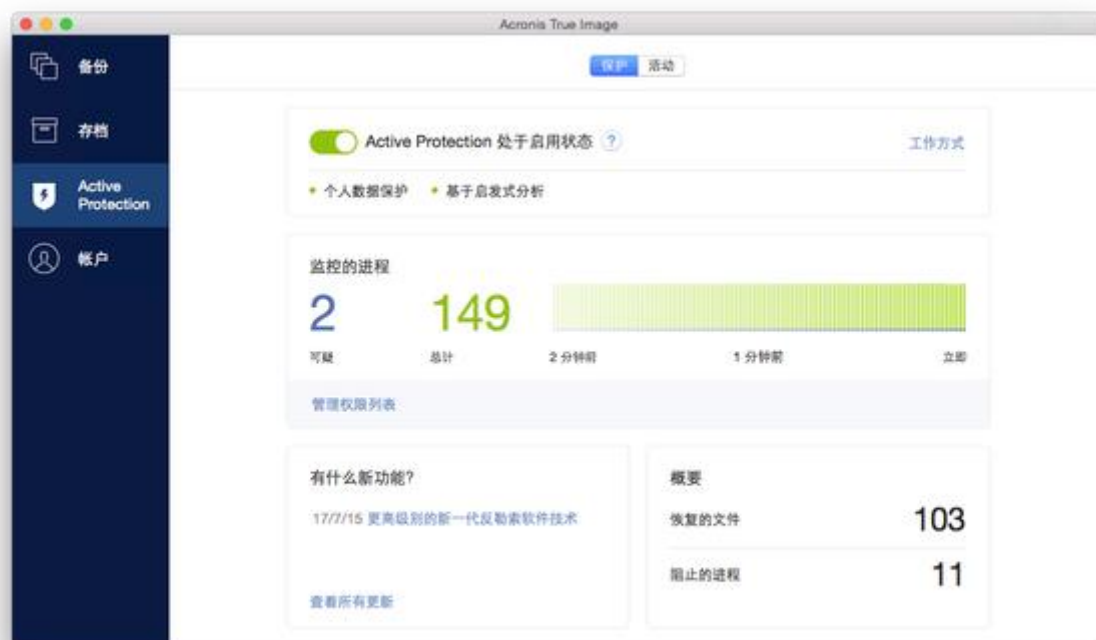 Acronis True Image
备份
存档
Active
Protection
帐户
保护 活动
Active Protection 处于启用状态 ? 工作方式
个人数据保护 基于启发式分析
监控的进程
2 149
可疑 总计 2 分钟前 1 分钟前 立即
管理权限列表
有什么新功能?
17/7/15 更高级别的新一代反勒索软件技术
查看所有更新
概要
恢复的文件 103
阻止的进程 11